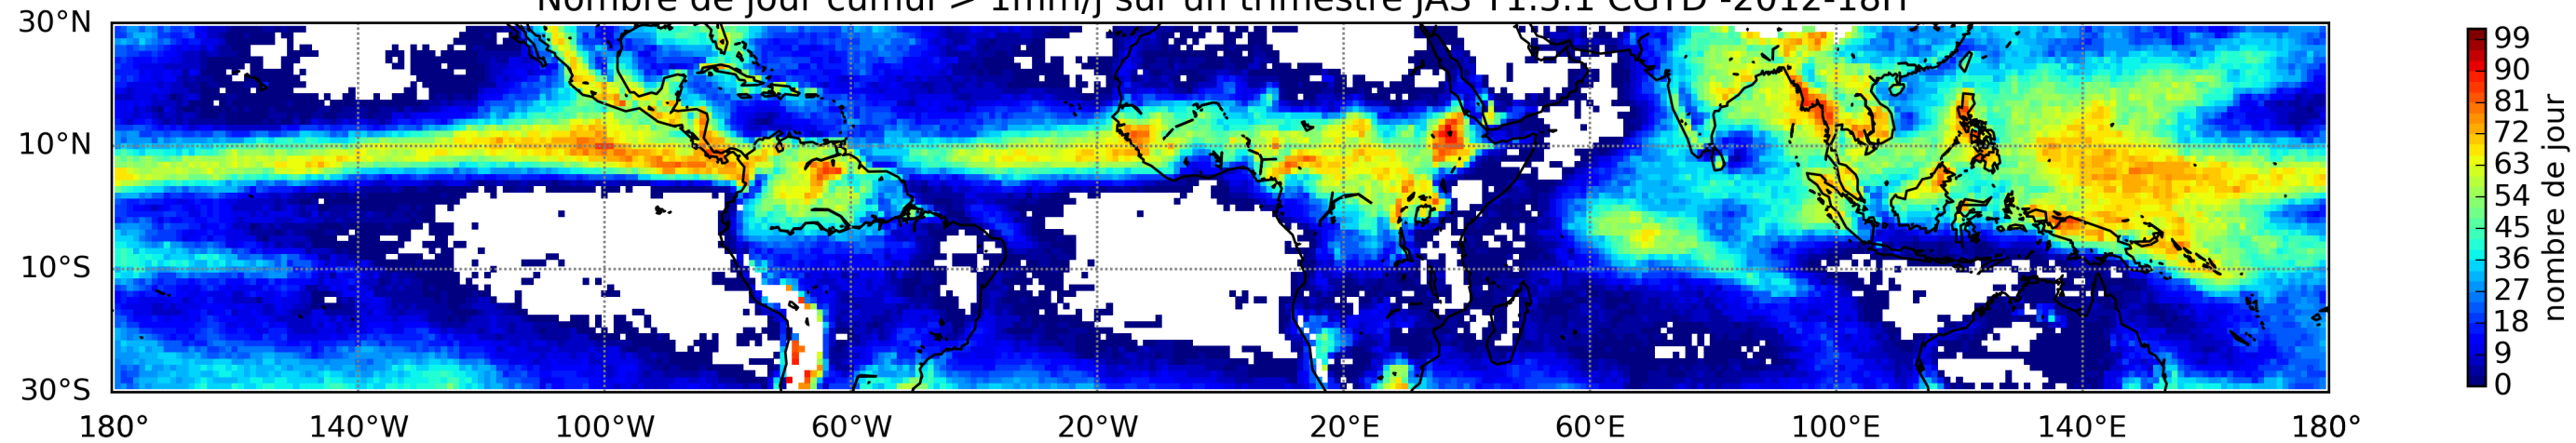 Nombre de jour cumul > 1mm/j sur un trimestre JAS T1.5.1 CGTD -2012-18H
30°N
10°N
10°S
30°S
180°
140°W
100°W
60°W
20°W
20°E
60°E
100°E
140°E
180°
99
90
81
72
63
54
45
36
27
18
9
0
nombre de jour